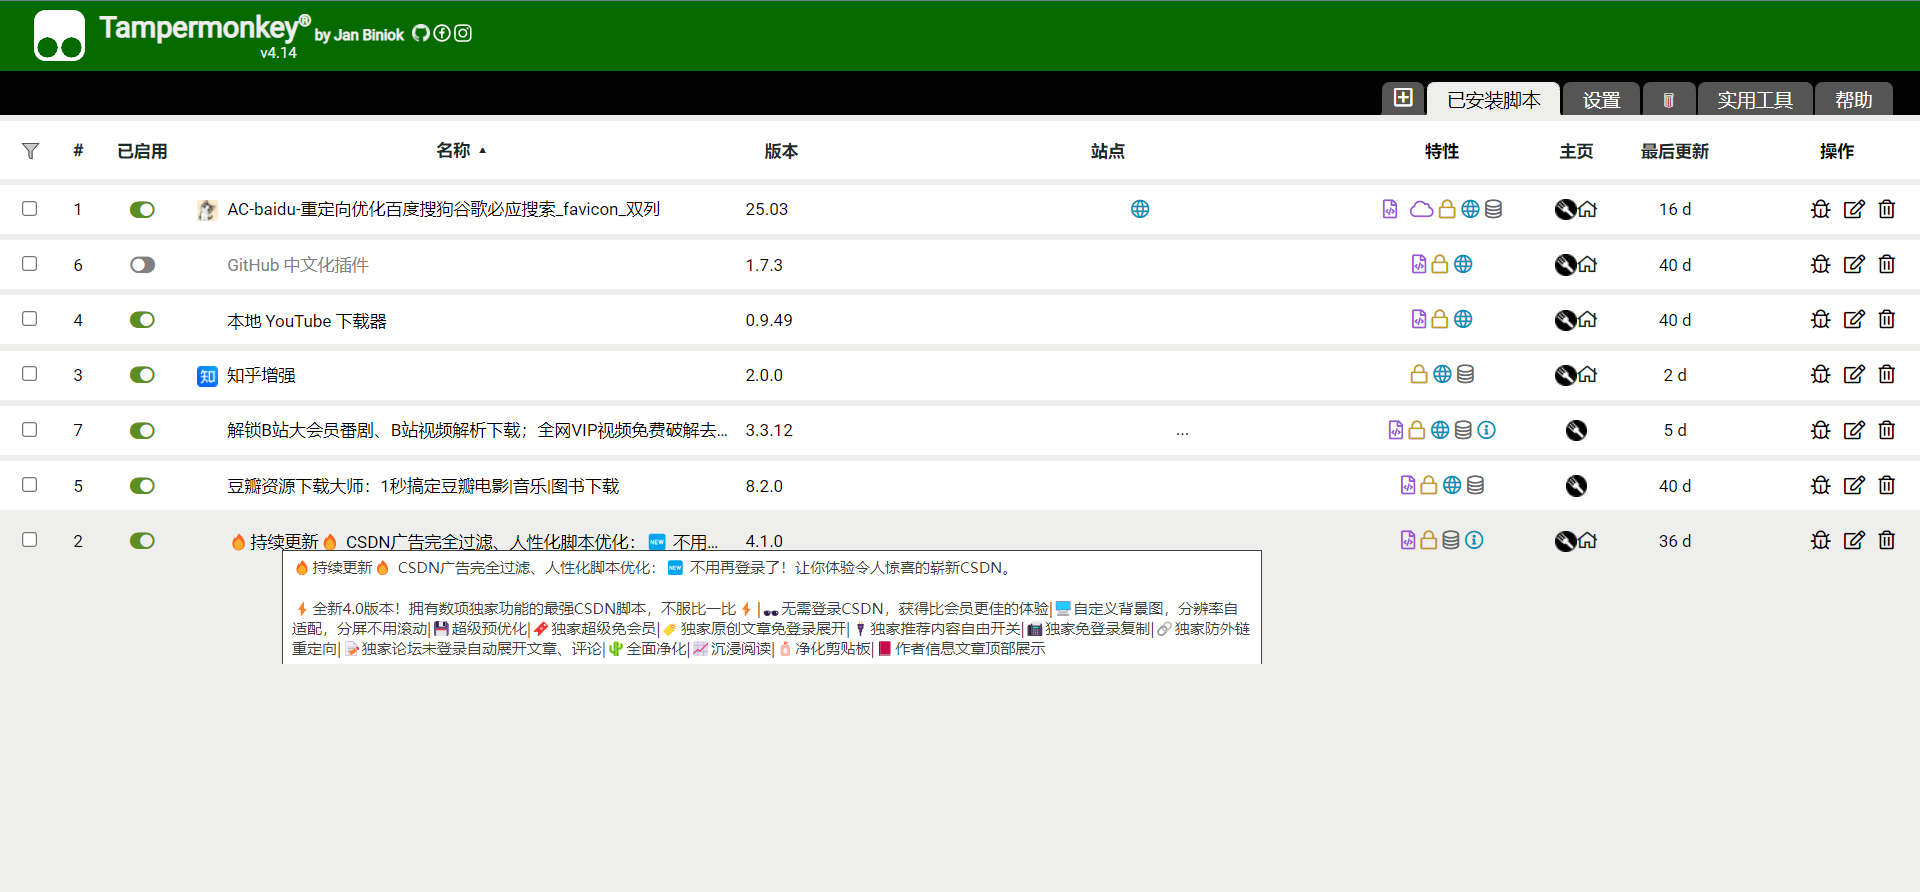 Tampermonkey® by Jan Biniok
v4.14
已安装脚本 设置 实用工具 帮助
# 已启用 名称 ▲ 版本 站点 特性 主页 最后更新 操作
1 AC-baidu-重定向优化百度搜狗谷歌必应搜索_favicon_双列 25.03 16 d
6 GitHub 中文化插件 1.7.3 40 d
4 本地 YouTube 下载器 0.9.49 40 d
3 知 知乎增强 2.0.0 2 d
7 解锁B站大会员番剧、B站视频解析下载；全网VIP视频免费破解去... 3.3.12 ... 5 d
5 豆瓣资源下载大师：1秒搞定豆瓣电影|音乐|图书下载 8.2.0 40 d
2 🔥持续更新🔥 CSDN广告完全过滤、人性化脚本优化：🆕 不用... 4.1.0 36 d
🔥持续更新🔥 CSDN广告完全过滤、人性化脚本优化：🆕 不用再登录了！让你体验令人惊喜的崭新CSDN。
⚡全新4.0版本！拥有数项独家功能的最强CSDN脚本，不服比一比⚡|🕶无需登录CSDN，获得比会员更佳的体验|🖥自定义背景图，分辨率自
适配，分屏不用滚动|💾超级预优化|🔖独家超级免会员|🏷独家原创文章免登录展开|🌂独家推荐内容自由开关|📠独家免登录复制|🔗独家防外链
重定向|📝独家论坛未登录自动展开文章、评论|🌵全面净化|📈沉浸阅读|🧴净化剪贴板|📕作者信息文章顶部展示